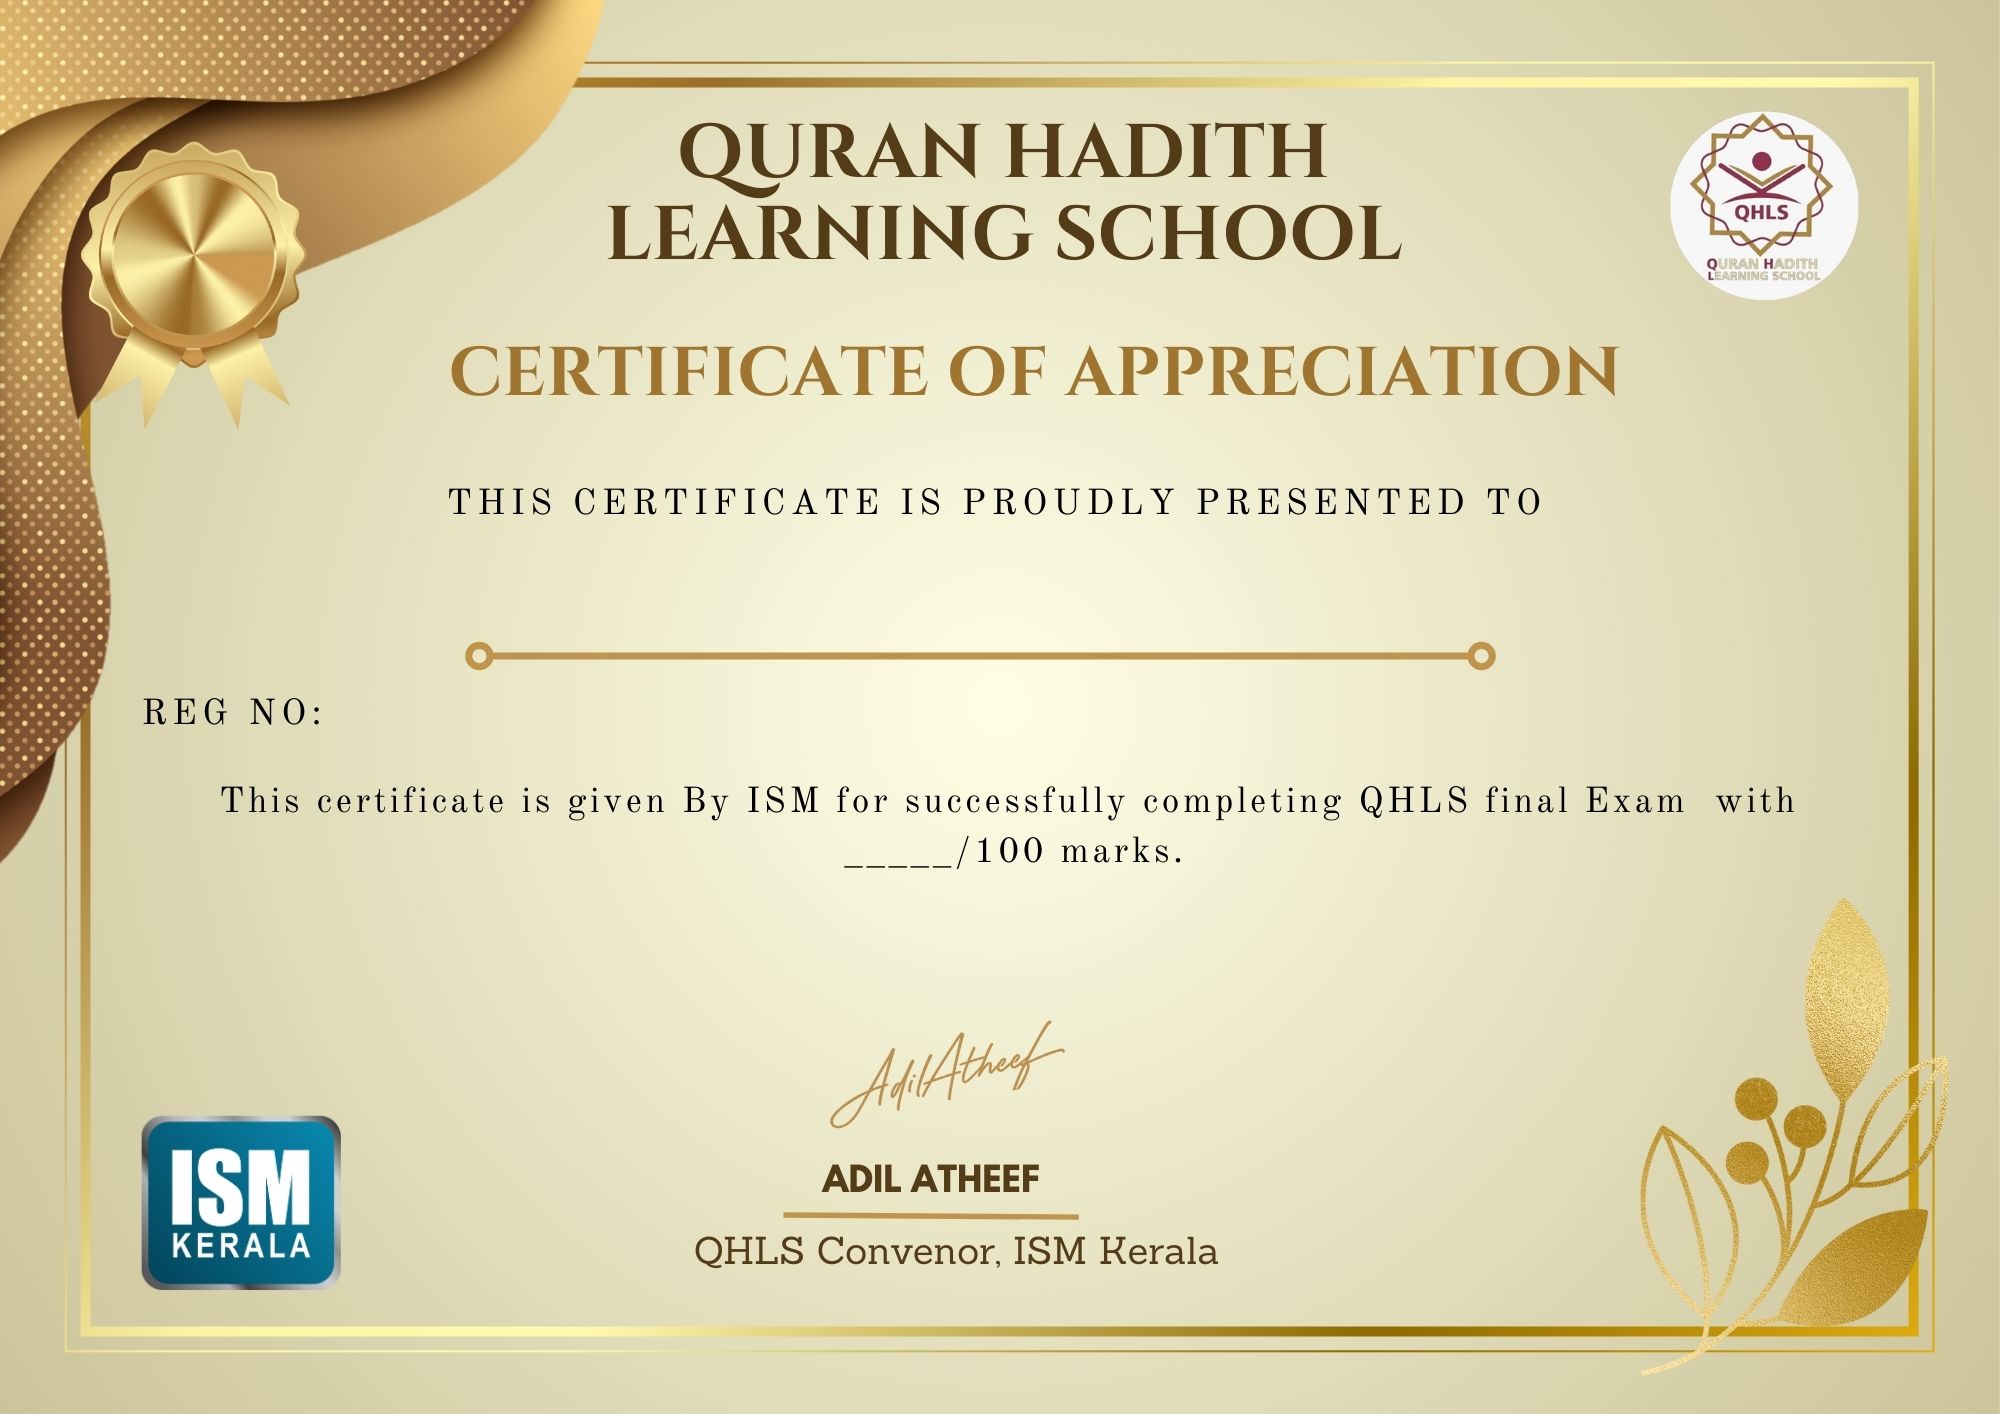 QURAN HADITH
LEARNING SCHOOL
QHLS
QURAN HADITH
LEARNING SCHOOL
CERTIFICATE OF APPRECIATION
THIS CERTIFICATE IS PROUDLY PRESENTED TO
REG NO:
This certificate is given By ISM for successfully completing QHLS final Exam  with
_____/100 marks.
AdilAtheef
ADIL ATHEEF
QHLS Convenor, ISM Kerala
ISM
KERALA